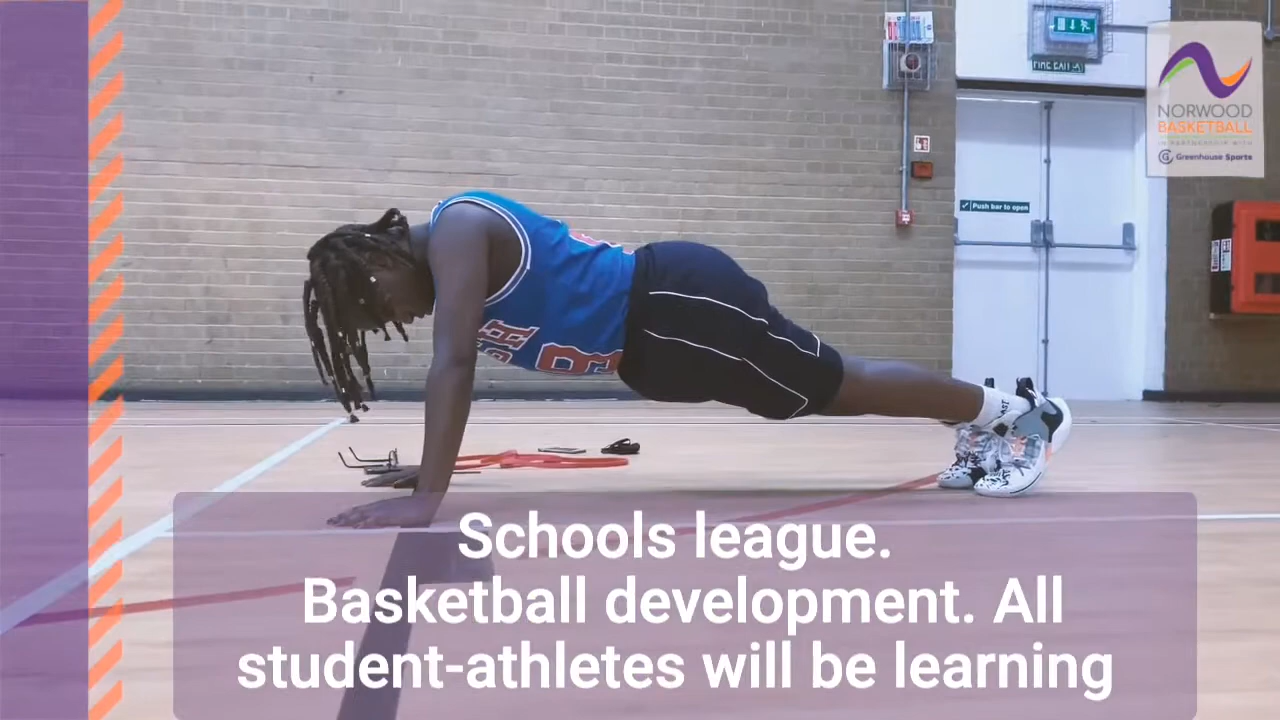 FIRE EXIT
NORWOOD
BASKETBALL
IN PARTNERSHIP WITH
Greenhouse Sports
Push bar to open
Schools league.
Basketball development. All
student-athletes will be learning